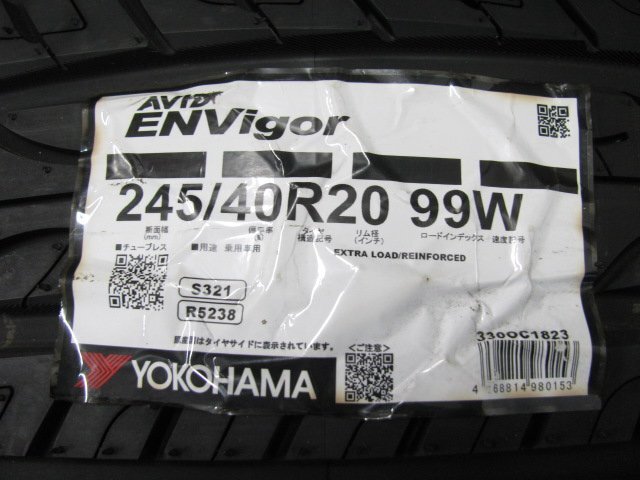 AVID
ENVigor
245/40R20 99W
断面幅
(mm)
偏平率
(%)
タイヤ
構造記号
リム径
(インチ)
ロードインデックス
速度記号
■チューブレス
■用途 乗用車用
EXTRA LOAD/REINFORCED
S321
R5238
原産国はタイヤサイドに表示されています。
<ご注意>
YOKOHAMA
3300C1823
4 968814 980153